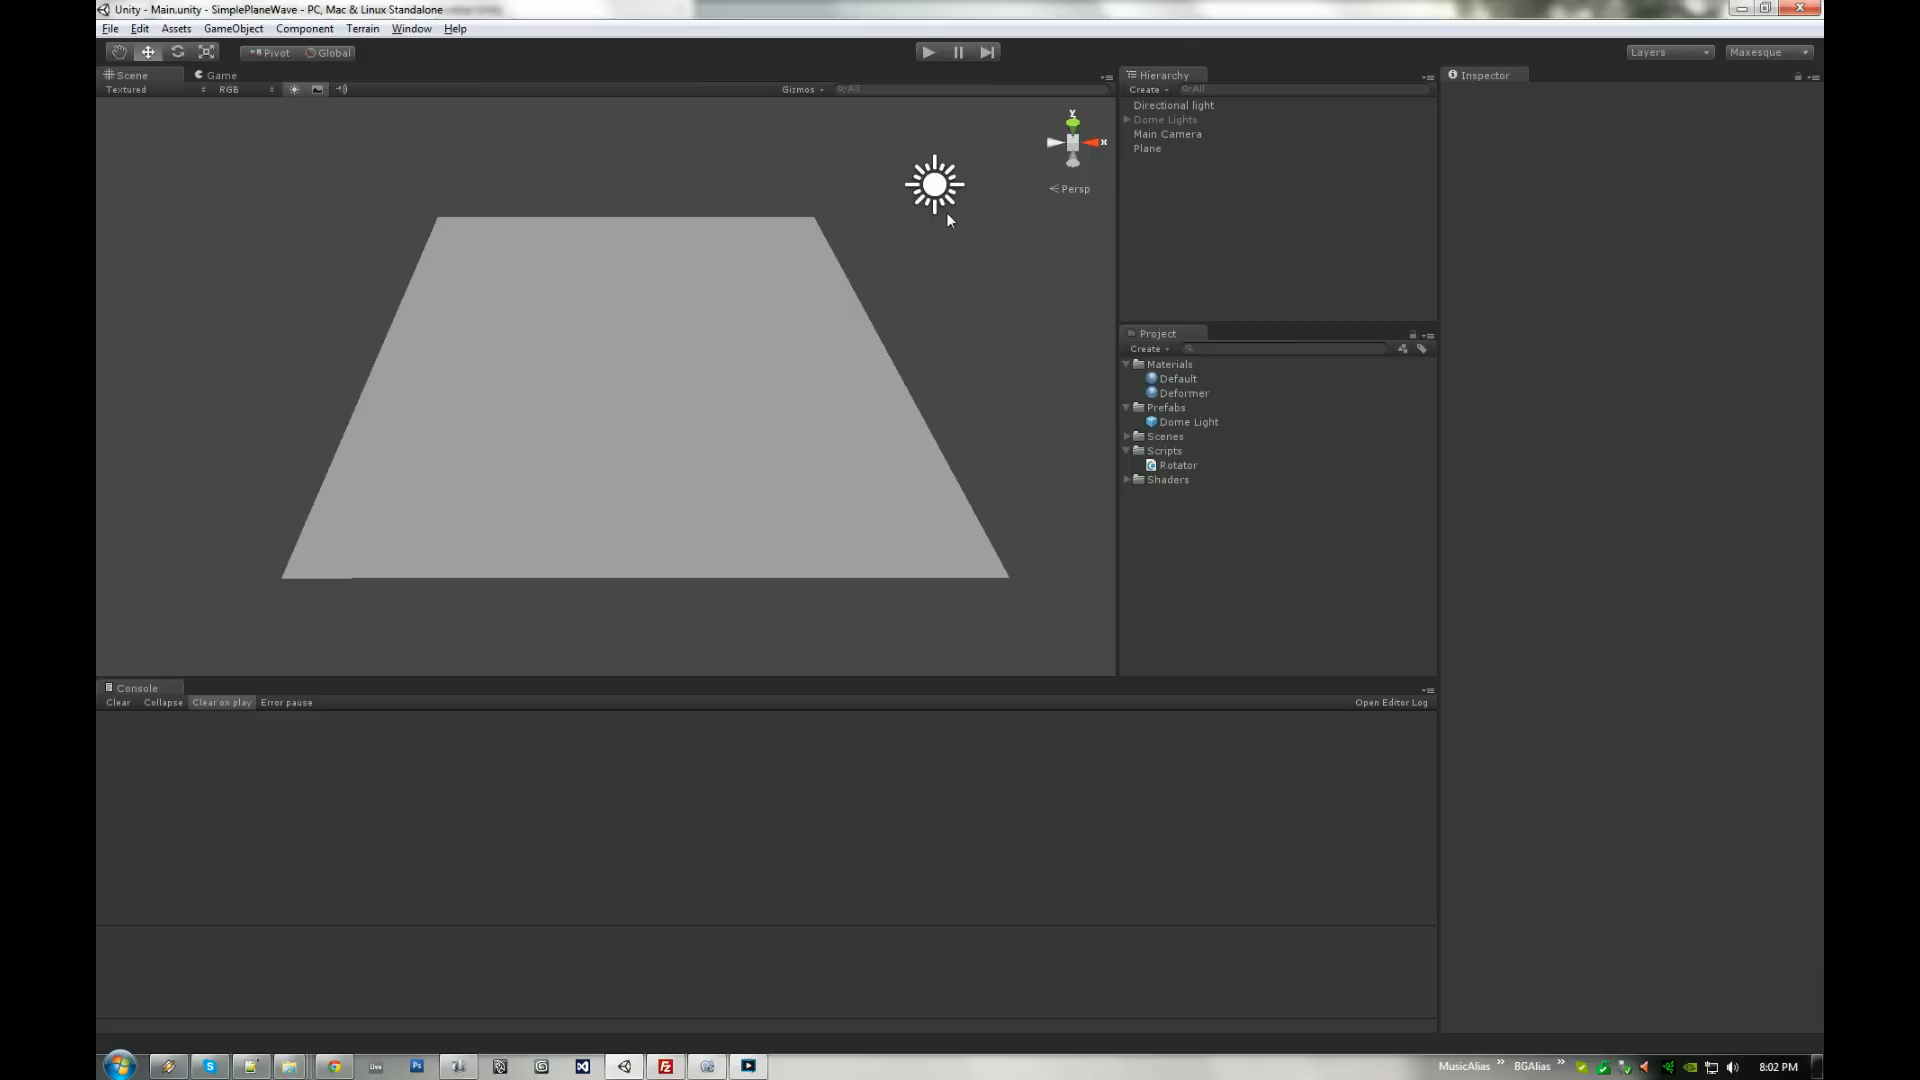 Unity - Main.unity - SimplePlaneWave - PC, Mac & Linux Standalone
File Edit Assets GameObject Component Terrain Window Help
Pivot Global
Layers Maxesque
Scene Game
Textured RGB Gizmos All
y
x
Persp
Hierarchy
Create All
Directional light
Dome Lights
Main Camera
Plane
Project
Create
Materials
Default
Deformer
Prefabs
Dome Light
Scenes
Scripts
Rotator
Shaders
Inspector
Console
Clear Collapse Clear on play Error pause Open Editor Log
Live Ps Fz
MusicAlias » BGAlias » 8:02 PM